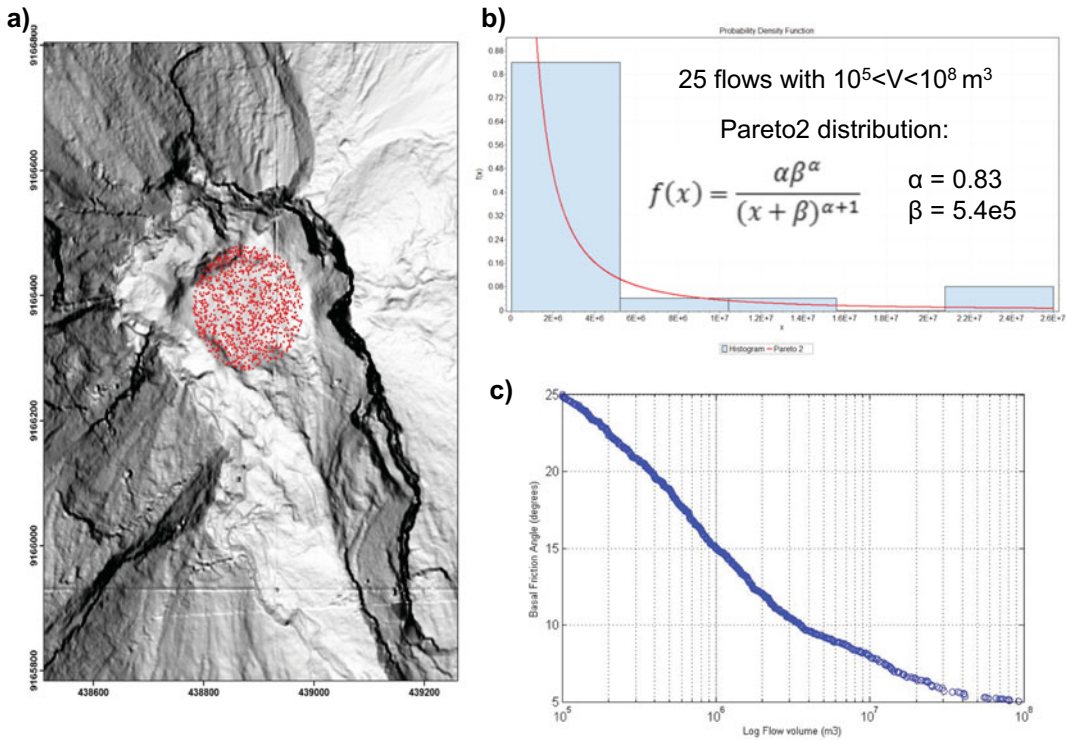 a)
9166800
9166600
9166400
9166200
9166000
9165800
438600 438800 439000 439200
b)
Probability Density Function
f(x)
0.88
0.8
0.72
0.64
0.56
0.48
0.4
0.32
0.24
0.16
0.08
0
0 2E+6 4E+6 6E+6 8E+6 1E+7 1.2E+7 1.4E+7 1.6E+7 1.8E+7 2E+7 2.2E+7 2.4E+7 2.6E+7
x
Histogram Pareto 2
25 flows with 10⁵<V<10⁸ m³
Pareto2 distribution:
f(x) = αβ^α / (x + β)^(α+1)
α = 0.83
β = 5.4e5
c)
Basal Friction Angle (degrees)
25
20
15
10
5
10⁵ 10⁶ 10⁷ 10⁸
Log Flow volume (m3)